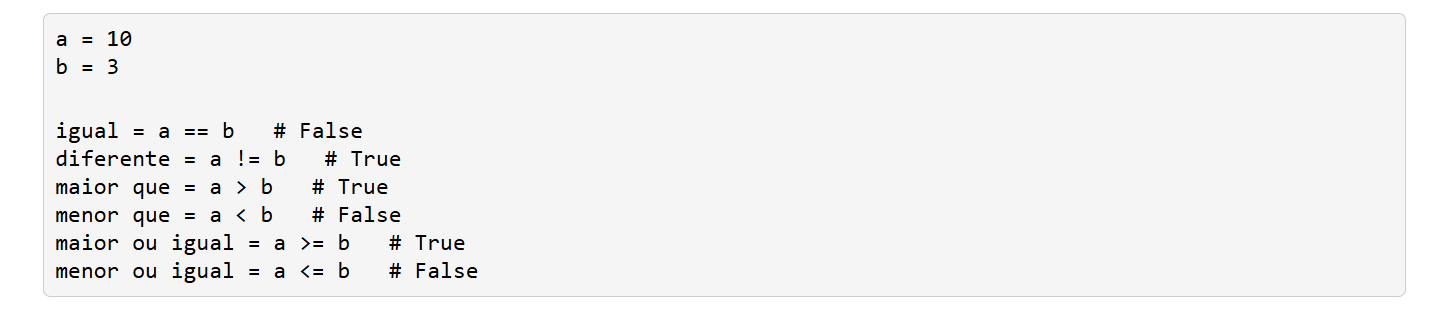 a = 10
b = 3
igual = a == b   # False
diferente = a != b   # True
maior que = a > b   # True
menor que = a < b   # False
maior ou igual = a >= b   # True
menor ou igual = a <= b   # False